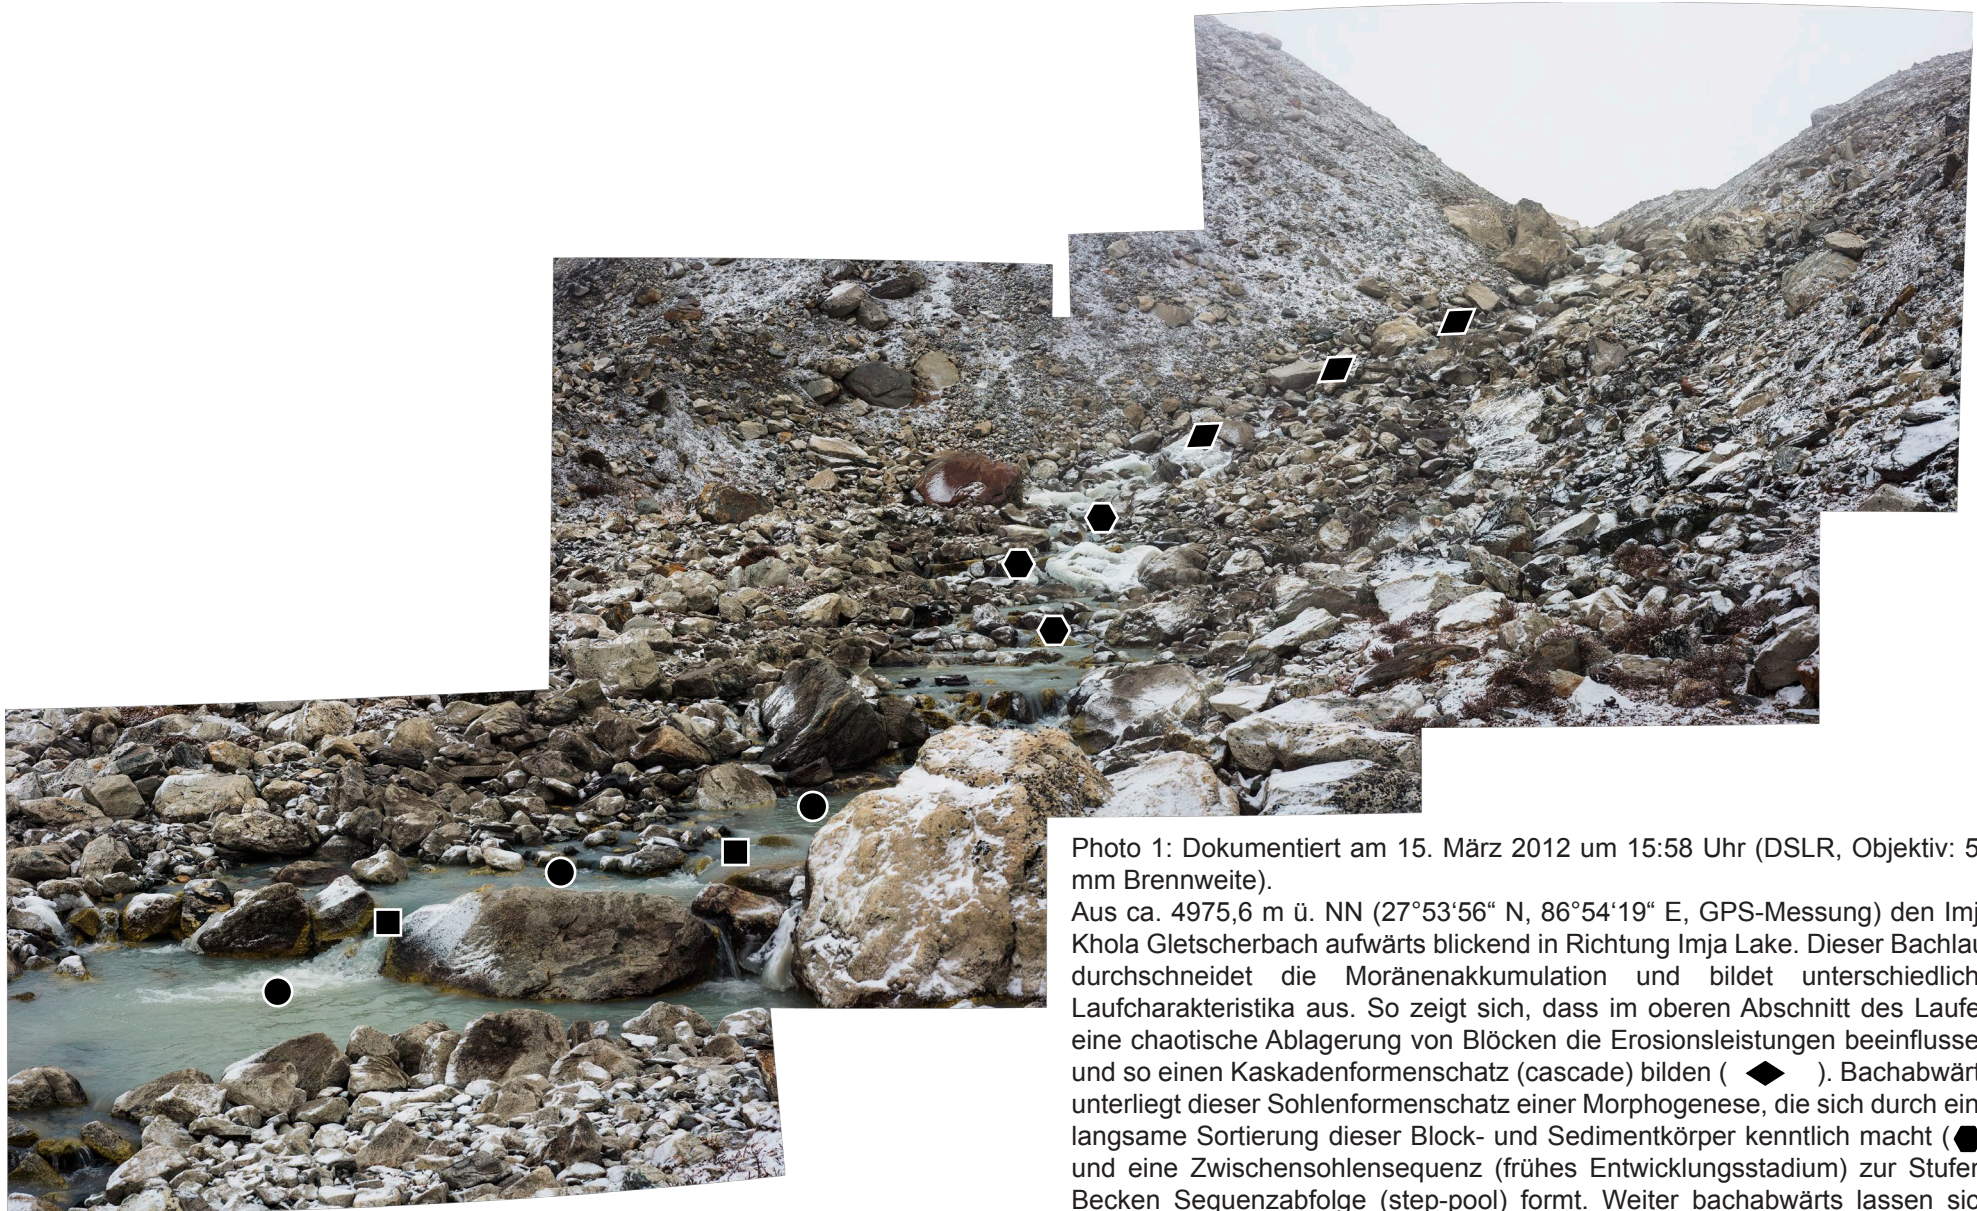 Photo 1: Dokumentiert am 15. März 2012 um 15:58 Uhr (DSLR, Objektiv: 5
mm Brennweite).
Aus ca. 4975,6 m ü. NN (27°53‘56“ N, 86°54‘19“ E, GPS-Messung) den Imj
Khola Gletscherbach aufwärts blickend in Richtung Imja Lake. Dieser Bachlau
durchschneidet die Moränenakkumulation und bildet unterschiedlich
Laufcharakteristika aus. So zeigt sich, dass im oberen Abschnitt des Laufe
eine chaotische Ablagerung von Blöcken die Erosionsleistungen beeinflusse
und so einen Kaskadenformenschatz (cascade) bilden ( ). Bachabwärt
unterliegt dieser Sohlenformenschatz einer Morphogenese, die sich durch ein
langsame Sortierung dieser Block- und Sedimentkörper kenntlich macht (
und eine Zwischensohlensequenz (frühes Entwicklungsstadium) zur Stufen
Becken Sequenzabfolge (step-pool) formt. Weiter bachabwärts lassen sic